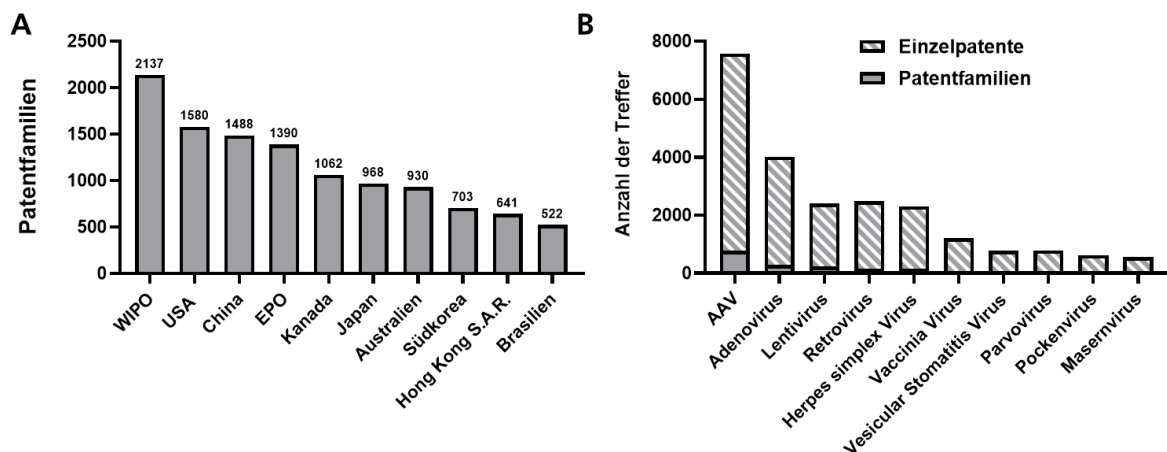 A
Patentfamilien
2500
2000
1500
1000
500
0
2137
1580
1488
1390
1062
968
930
703
641
522
WIPO
USA
China
EPO
Kanada
Japan
Australien
Südkorea
Hong Kong S.A.R.
Brasilien
B
Anzahl der Treffer
8000
6000
4000
2000
0
Einzelpatente
Patentfamilien
AAV
Adenovirus
Lentivirus
Retrovirus
Herpes simplex Virus
Vaccinia Virus
Vesicular Stomatitis Virus
Parvovirus
Pockenvirus
Masernvirus